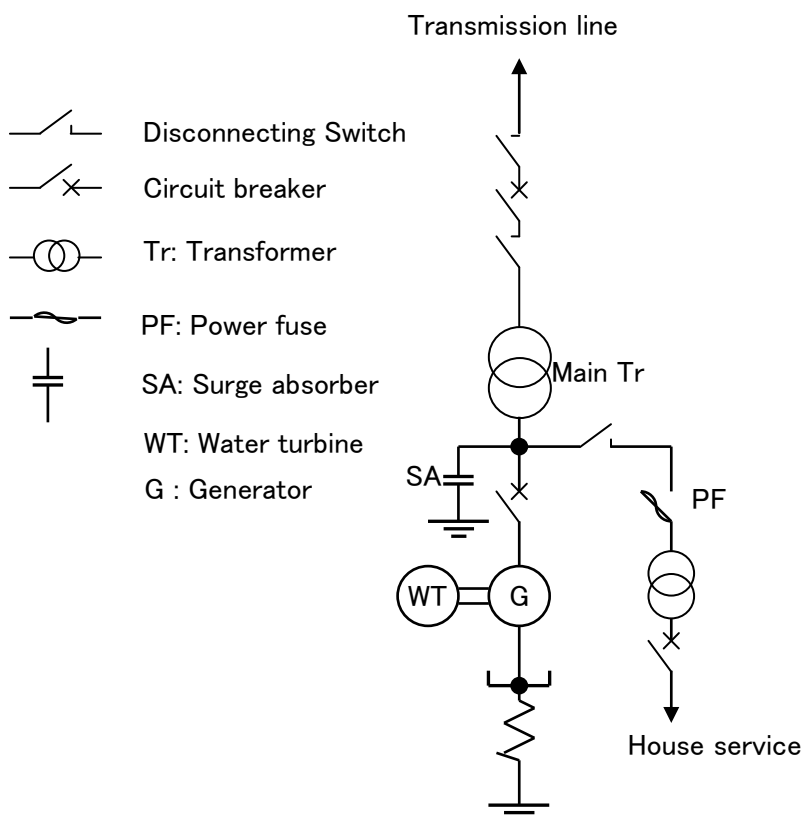 Transmission line
Disconnecting Switch
Circuit breaker
Tr: Transformer
PF: Power fuse
SA: Surge absorber
WT: Water turbine
G : Generator
Main Tr
SA
PF
WT
G
House service